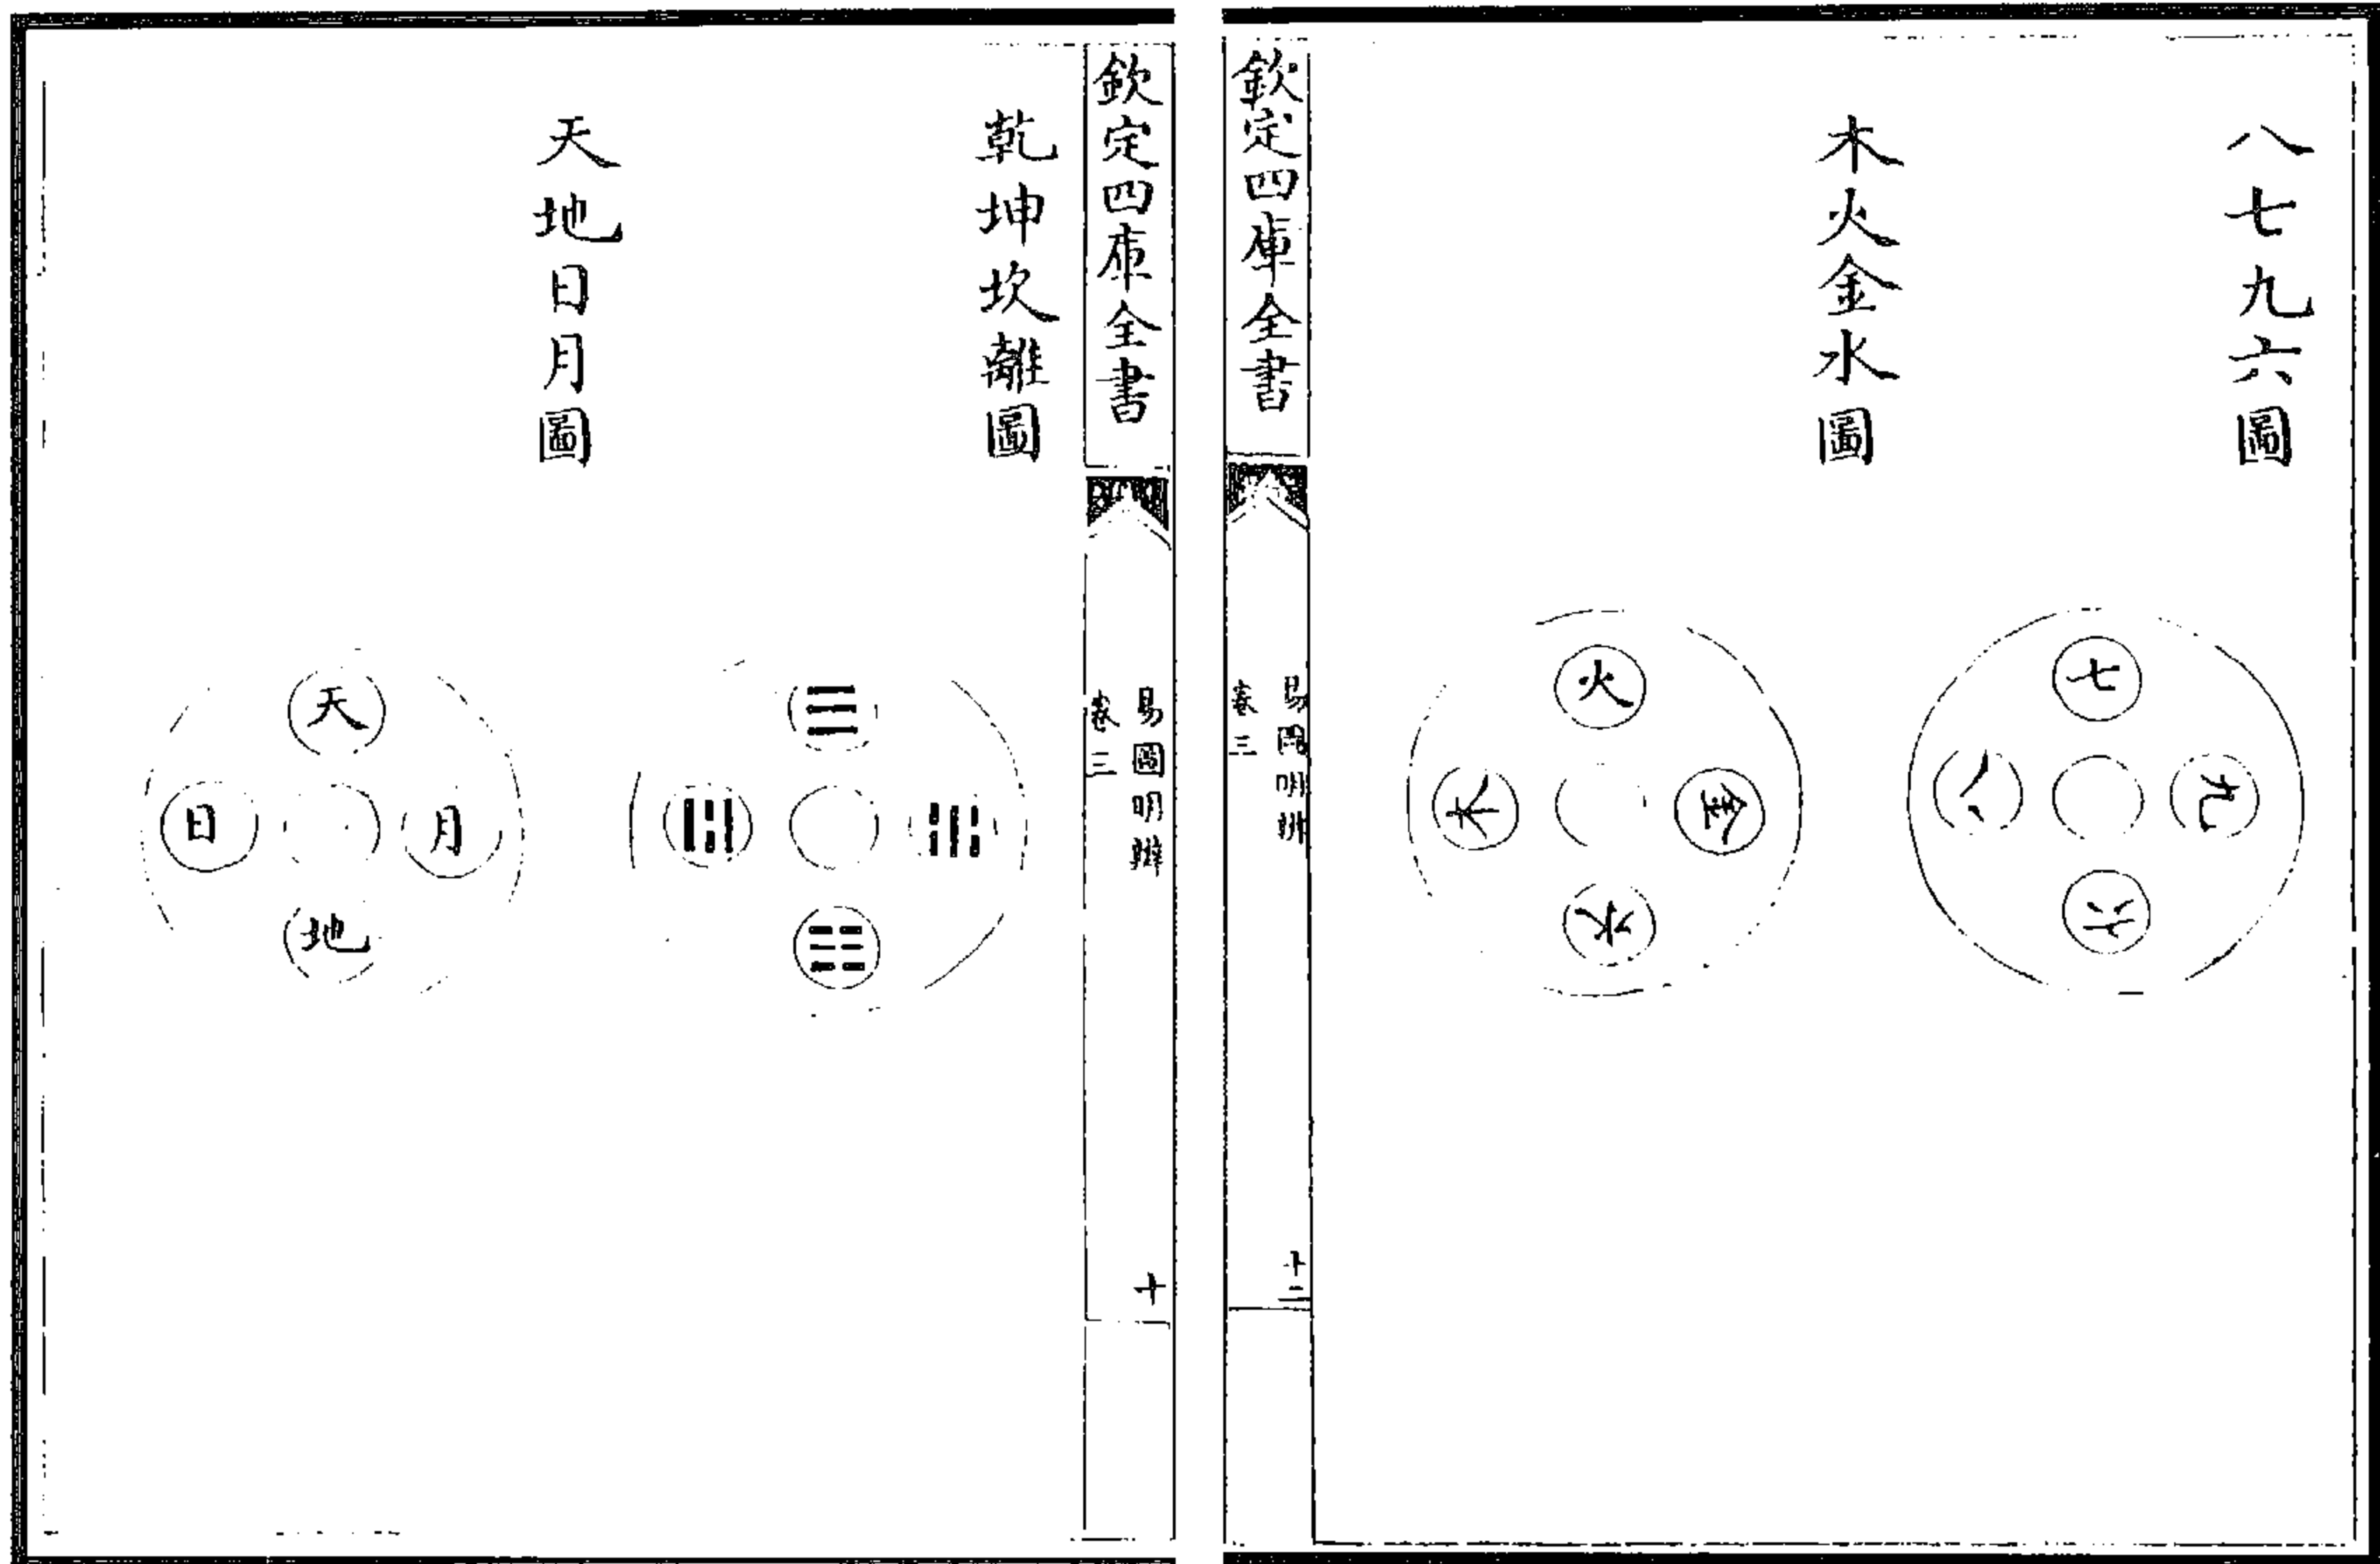 八七九六圖
七
八
九
六
木火金水圖
火
木
金
水
欽定四庫全書
易圖明辨
卷三
十二
欽定四庫全書
易圖明辨
卷三
十
乾坤坎離圖
天地日月圖
天
日
月
地